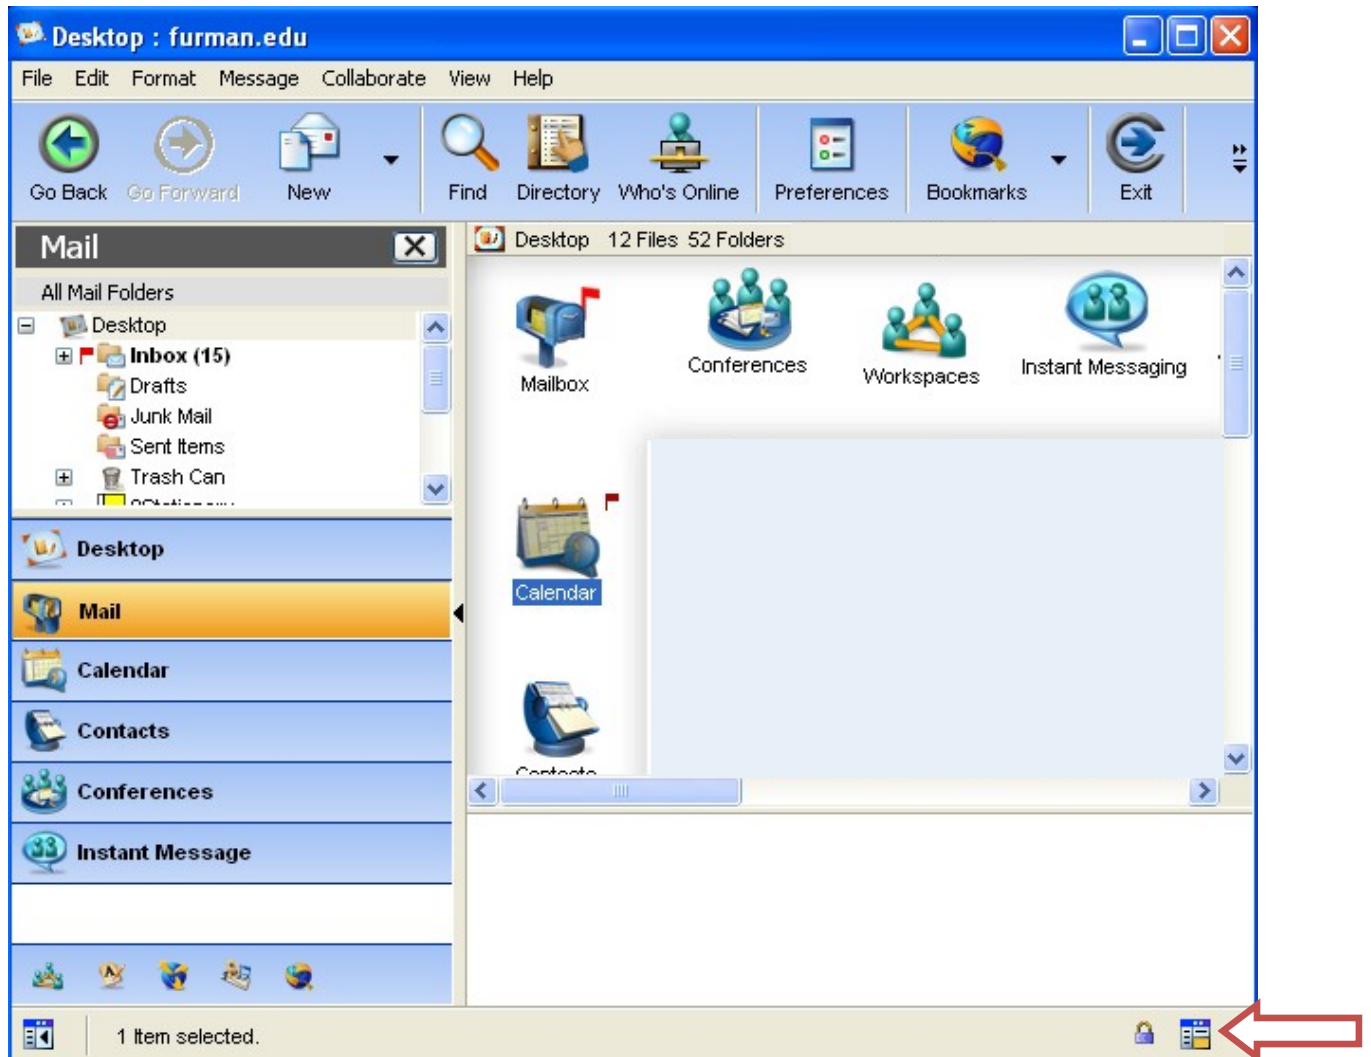 Desktop : furman.edu
File Edit Format Message Collaborate View Help
Go Back Go Forward New Find Directory Who's Online Preferences Bookmarks Exit
Mail
Desktop 12 Files 52 Folders
All Mail Folders
Desktop
Inbox (15)
Drafts
Junk Mail
Sent Items
Trash Can
Mailbox
Conferences
Workspaces
Instant Messaging
Calendar
Contacts
Desktop
Mail
Calendar
Contacts
Conferences
Instant Message
1 Item selected.